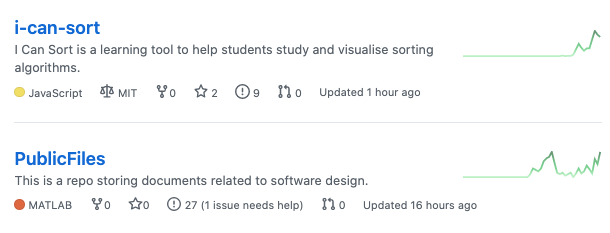 i-can-sort
I Can Sort is a learning tool to help students study and visualise sorting
algorithms.
JavaScript MIT 0 2 9 0 Updated 1 hour ago
PublicFiles
This is a repo storing documents related to software design.
MATLAB 0 0 27 (1 issue needs help) 0 Updated 16 hours ago